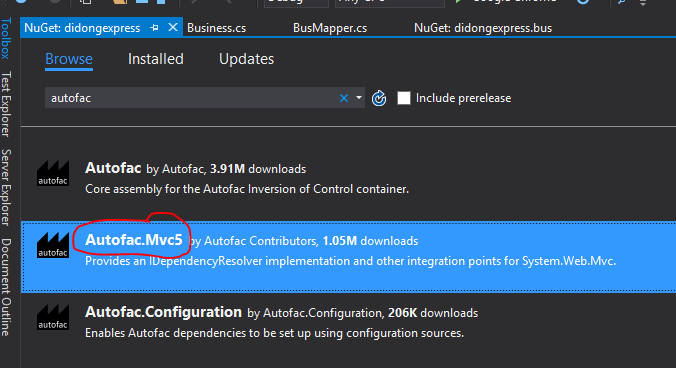 NuGet: didongexpress
Business.cs
BusMapper.cs
NuGet: didongexpress.bus
Toolbox
Test Explorer
Server Explorer
Document Outline
Browse
Installed
Updates
autofac
Include prerelease
autofac
Autofac by Autofac, 3.91M downloads
Core assembly for the Autofac Inversion of Control container.
autofac
Autofac.Mvc5 by Autofac Contributors, 1.05M downloads
Provides an IDependencyResolver implementation and other integration points for System.Web.Mvc.
autofac
Autofac.Configuration by Autofac.Configuration, 206K downloads
Enables Autofac dependencies to be set up using configuration sources.